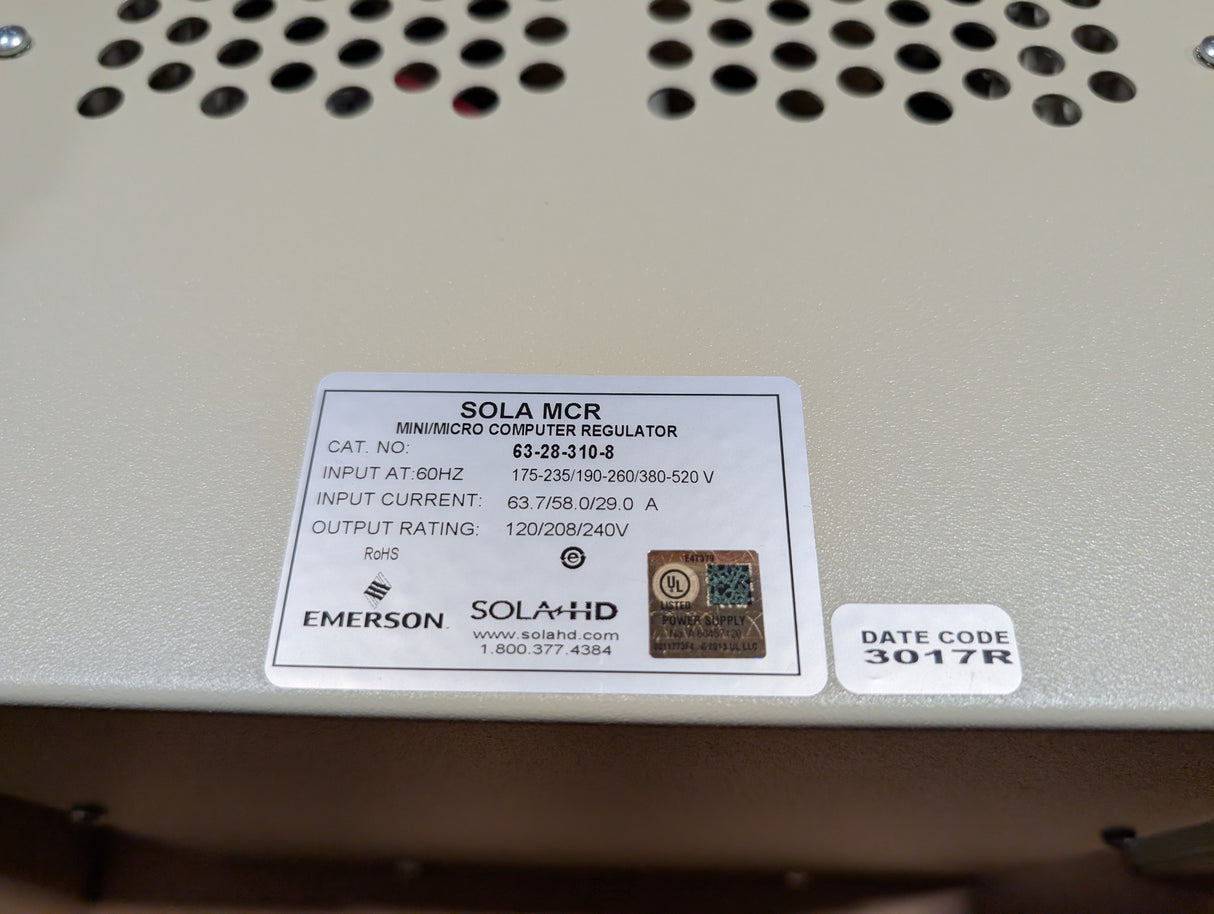 SOLA MCR
MINI/MICRO COMPUTER REGULATOR
CAT. NO: 63-28-310-8
INPUT AT:60HZ 175-235/190-260/380-520 V
INPUT CURRENT: 63.7/58.0/29.0 A
OUTPUT RATING: 120/208/240V
RoHS
e
EMERSON
SOLA HD
www.solahd.com
1.800.377.4384
UL
LISTED
POWER SUPPLY
DATE CODE
3017R